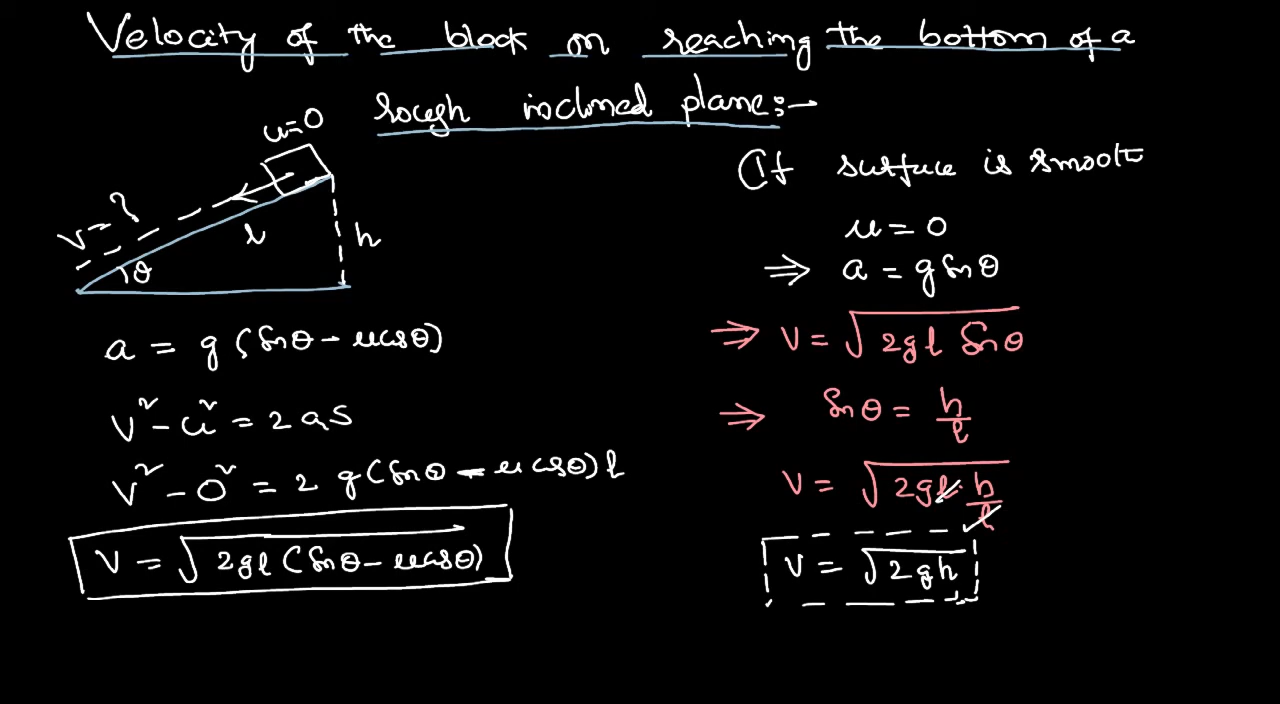 Velocity of the block on reaching the bottom of a
rough inclined plane:→
u=0
v=?
l
h
θ
a = g (Sinθ - μcosθ)
v² - u² = 2as
v² - 0² = 2 g(Sinθ - μcosθ) l
v = √2gl (Sinθ - μcosθ)
(If surface is smooth
μ = 0
⇒ a = g Sinθ
⇒ v = √2gl Sinθ
⇒ Sinθ = h/l
v = √2gl · h/l
v = √2gh